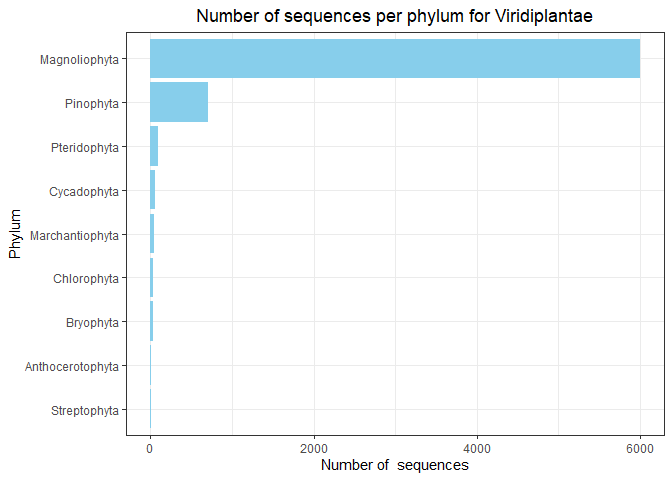 Number of sequences per phylum for Viridiplantae
Phylum
Magnoliophyta
Pinophyta
Pteridophyta
Cycadophyta
Marchantiophyta
Chlorophyta
Bryophyta
Anthocerotophyta
Streptophyta
0 2000 4000 6000
Number of  sequences